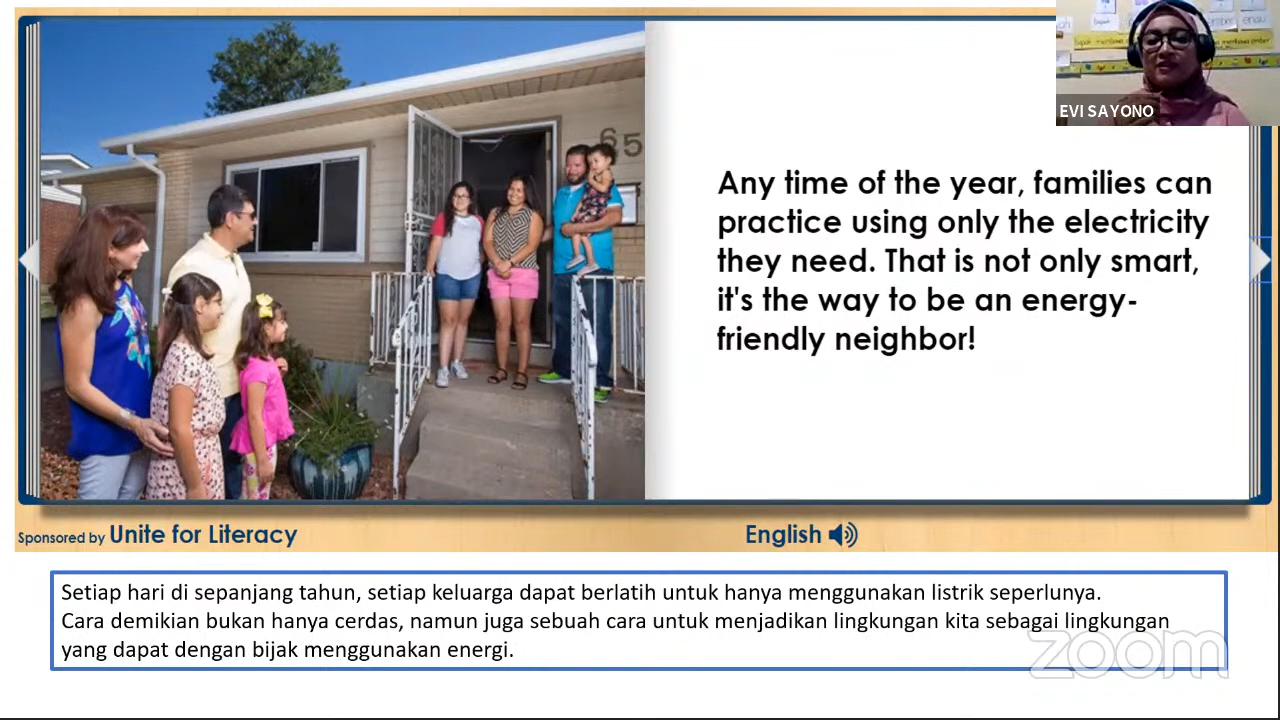 65
Any time of the year, families can
practice using only the electricity
they need. That is not only smart,
it's the way to be an energy-
friendly neighbor!
EVI SAYONO
Sponsored by Unite for Literacy
English
Setiap hari di sepanjang tahun, setiap keluarga dapat berlatih untuk hanya menggunakan listrik seperlunya.
Cara demikian bukan hanya cerdas, namun juga sebuah cara untuk menjadikan lingkungan kita sebagai lingkungan
yang dapat dengan bijak menggunakan energi.
zoom